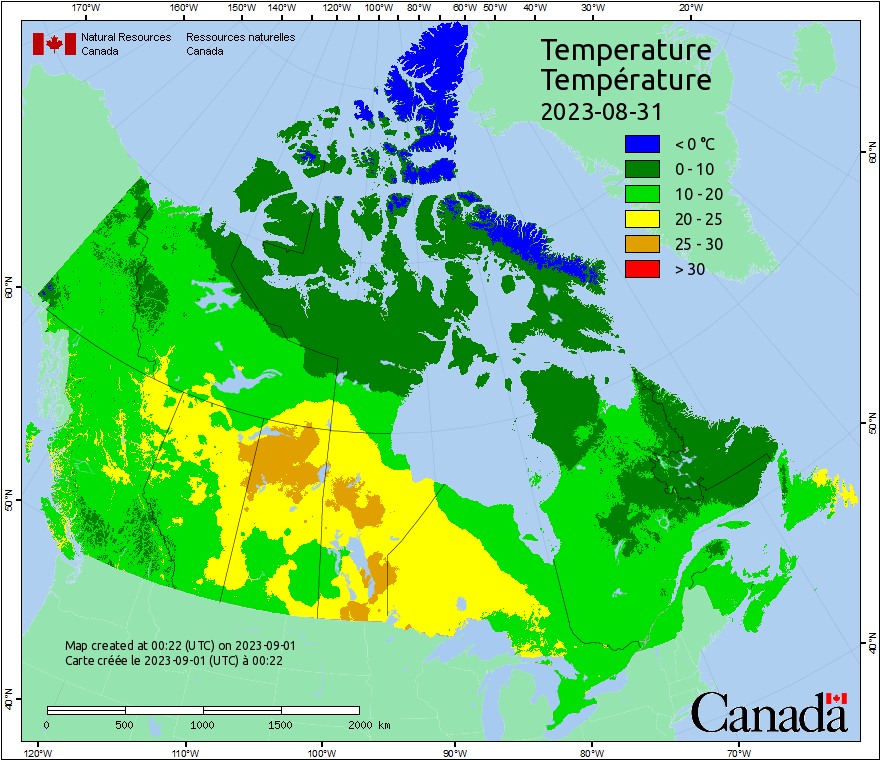 170°W 160°W 150°W 140°W 130°W 120°W 110°W 100°W 90°W 80°W 60°W 50°W 40°W 30°W 20°W
Natural Resources Ressources naturelles
Canada Canada
Temperature
Température
2023-08-31
< 0 °C
0 - 10
10 - 20
20 - 25
25 - 30
> 30
60°N 60°N
50°N 50°N
40°N 40°N
Map created at 00:22 (UTC) on 2023-09-01
Carte créée le 2023-09-01 (UTC) à 00:22
0 500 1000 1500 2000 km
Canada
120°W 110°W 100°W 90°W 80°W 70°W